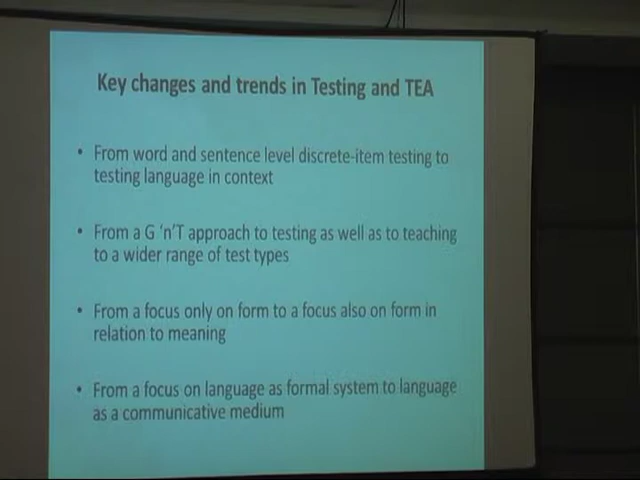 Key changes and trends in Testing and TEA
• From word and sentence level discrete-item testing to
testing language in context
• From a G 'n'T approach to testing as well as to teaching
to a wider range of test types
• From a focus only on form to a focus also on form in
relation to meaning
• From a focus on language as formal system to language
as a communicative medium